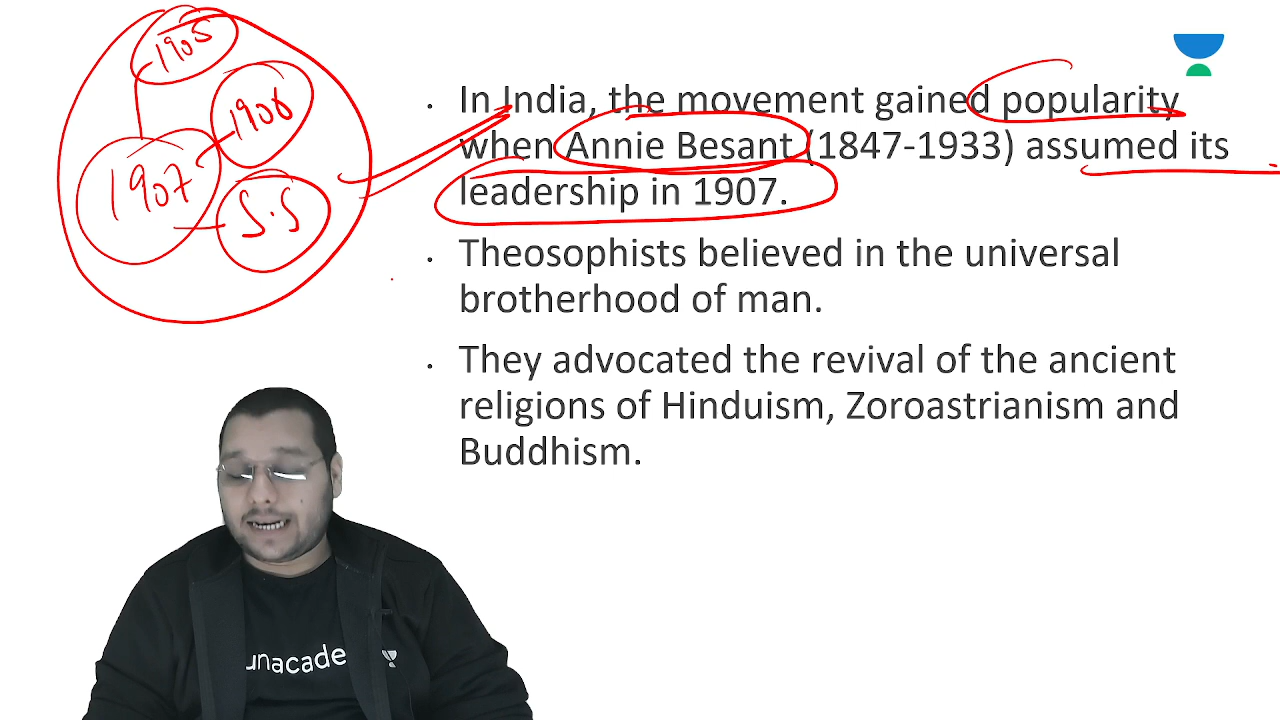 1905
1906
1907
S.S
• In India, the movement gained popularity
when Annie Besant (1847-1933) assumed its
leadership in 1907.
• Theosophists believed in the universal
brotherhood of man.
• They advocated the revival of the ancient
religions of Hinduism, Zoroastrianism and
Buddhism.
unacade